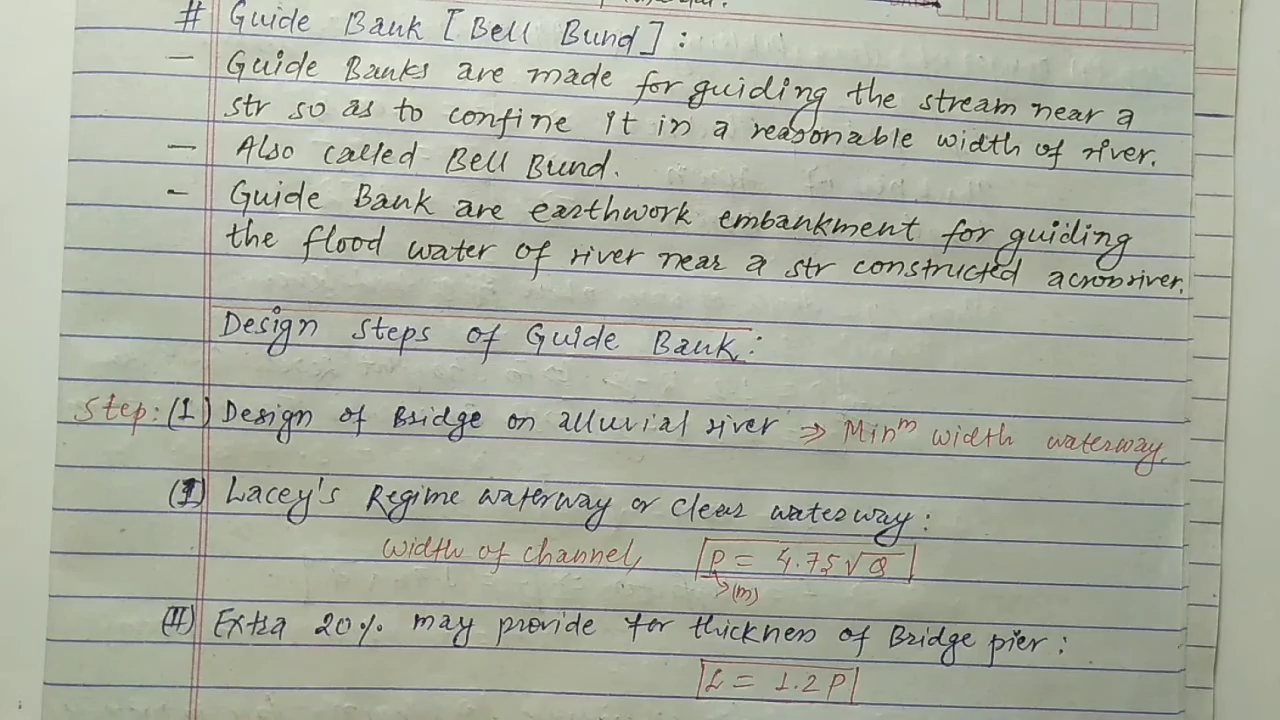 # Guide Bank [Bell Bund] :
— Guide Banks are made for guiding the stream near a
str so as to confine it in a reasonable width of river.
— Also called Bell Bund.
— Guide Bank are earthwork embankment for guiding
the flood water of river near a str constructed across river.
Design steps of Guide Bank :
Step: (1) Design of Bridge on alluvial river ⇒ Minᵐ width waterway.
(I) Lacey's Regime waterway or clear waterway :
width of channel, P = 4.75√Q
(m)
(II) Extra 20% may provide for thickness of Bridge pier :
L = 1.2P